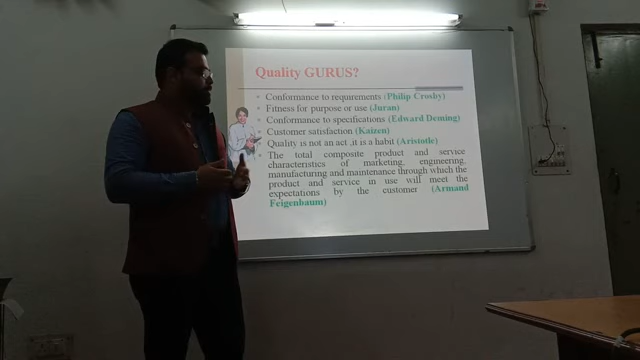 Quality GURUS?
Conformance to requirements (Philip Crosby)
Fitness for purpose or use (Juran)
Conformance to specifications (Edward Deming)
Customer satisfaction (Kaizen)
Quality is not an act ,it is a habit (Aristotle)
The total composite product and service
characteristics of marketing, engineering,
manufacturing and maintenance through which the
product and service in use will meet the
expectations by the customer (Armand
Feigenbaum)